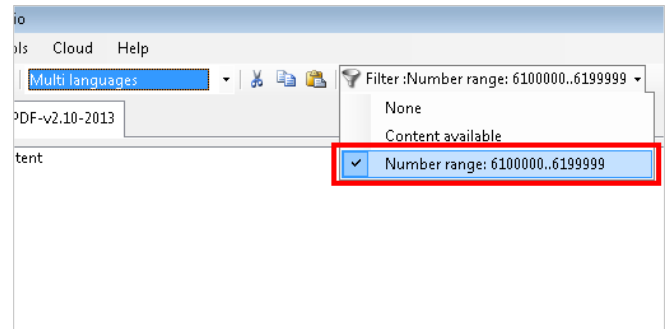 io
ols Cloud Help
Multi languages Filter :Number range: 6100000..6199999
PDF-v2.10-2013 None
Content available
tent Number range: 6100000..6199999